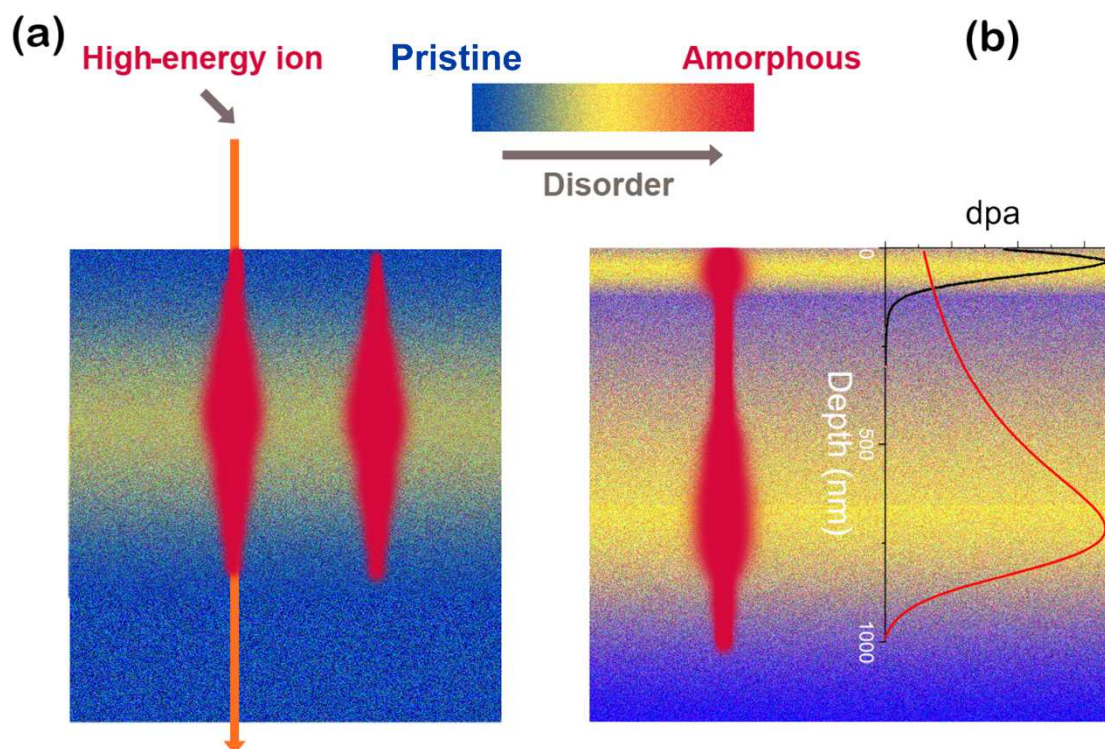 (a)
(b)
High-energy ion
Pristine
Amorphous
Disorder
dpa
0
Depth (nm)
500
1000